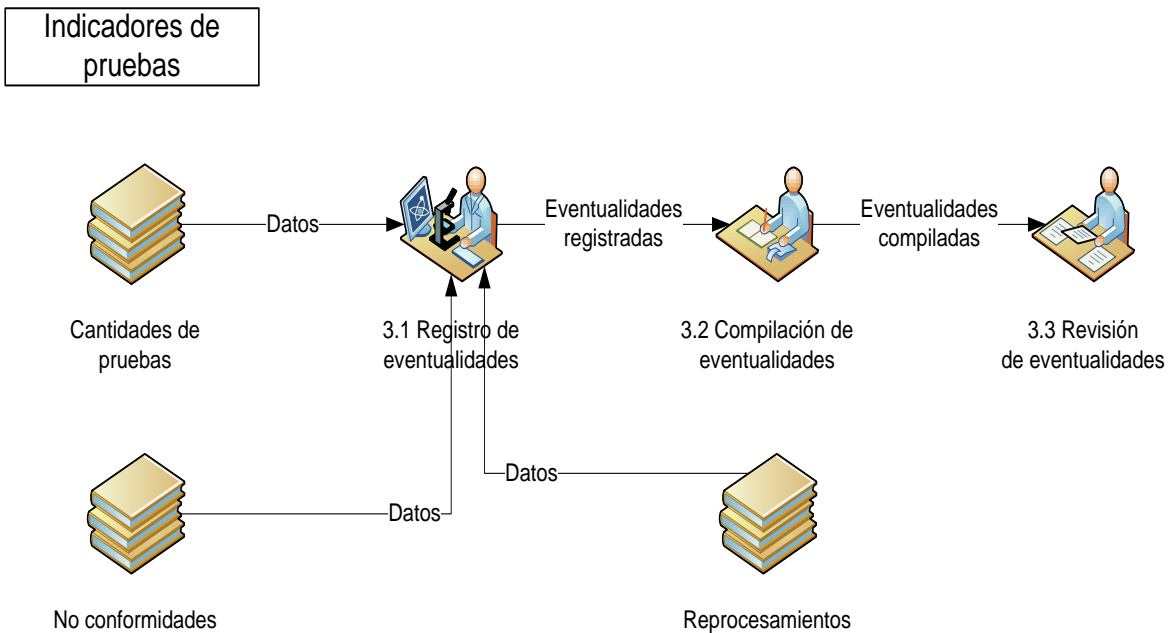 Indicadores de
pruebas
Datos
Eventualidades
registradas
Eventualidades
compiladas
Cantidades de
pruebas
3.1 Registro de
eventualidades
3.2 Compilación de
eventualidades
3.3 Revisión
de eventualidades
Datos
Datos
No conformidades
Reprocesamientos